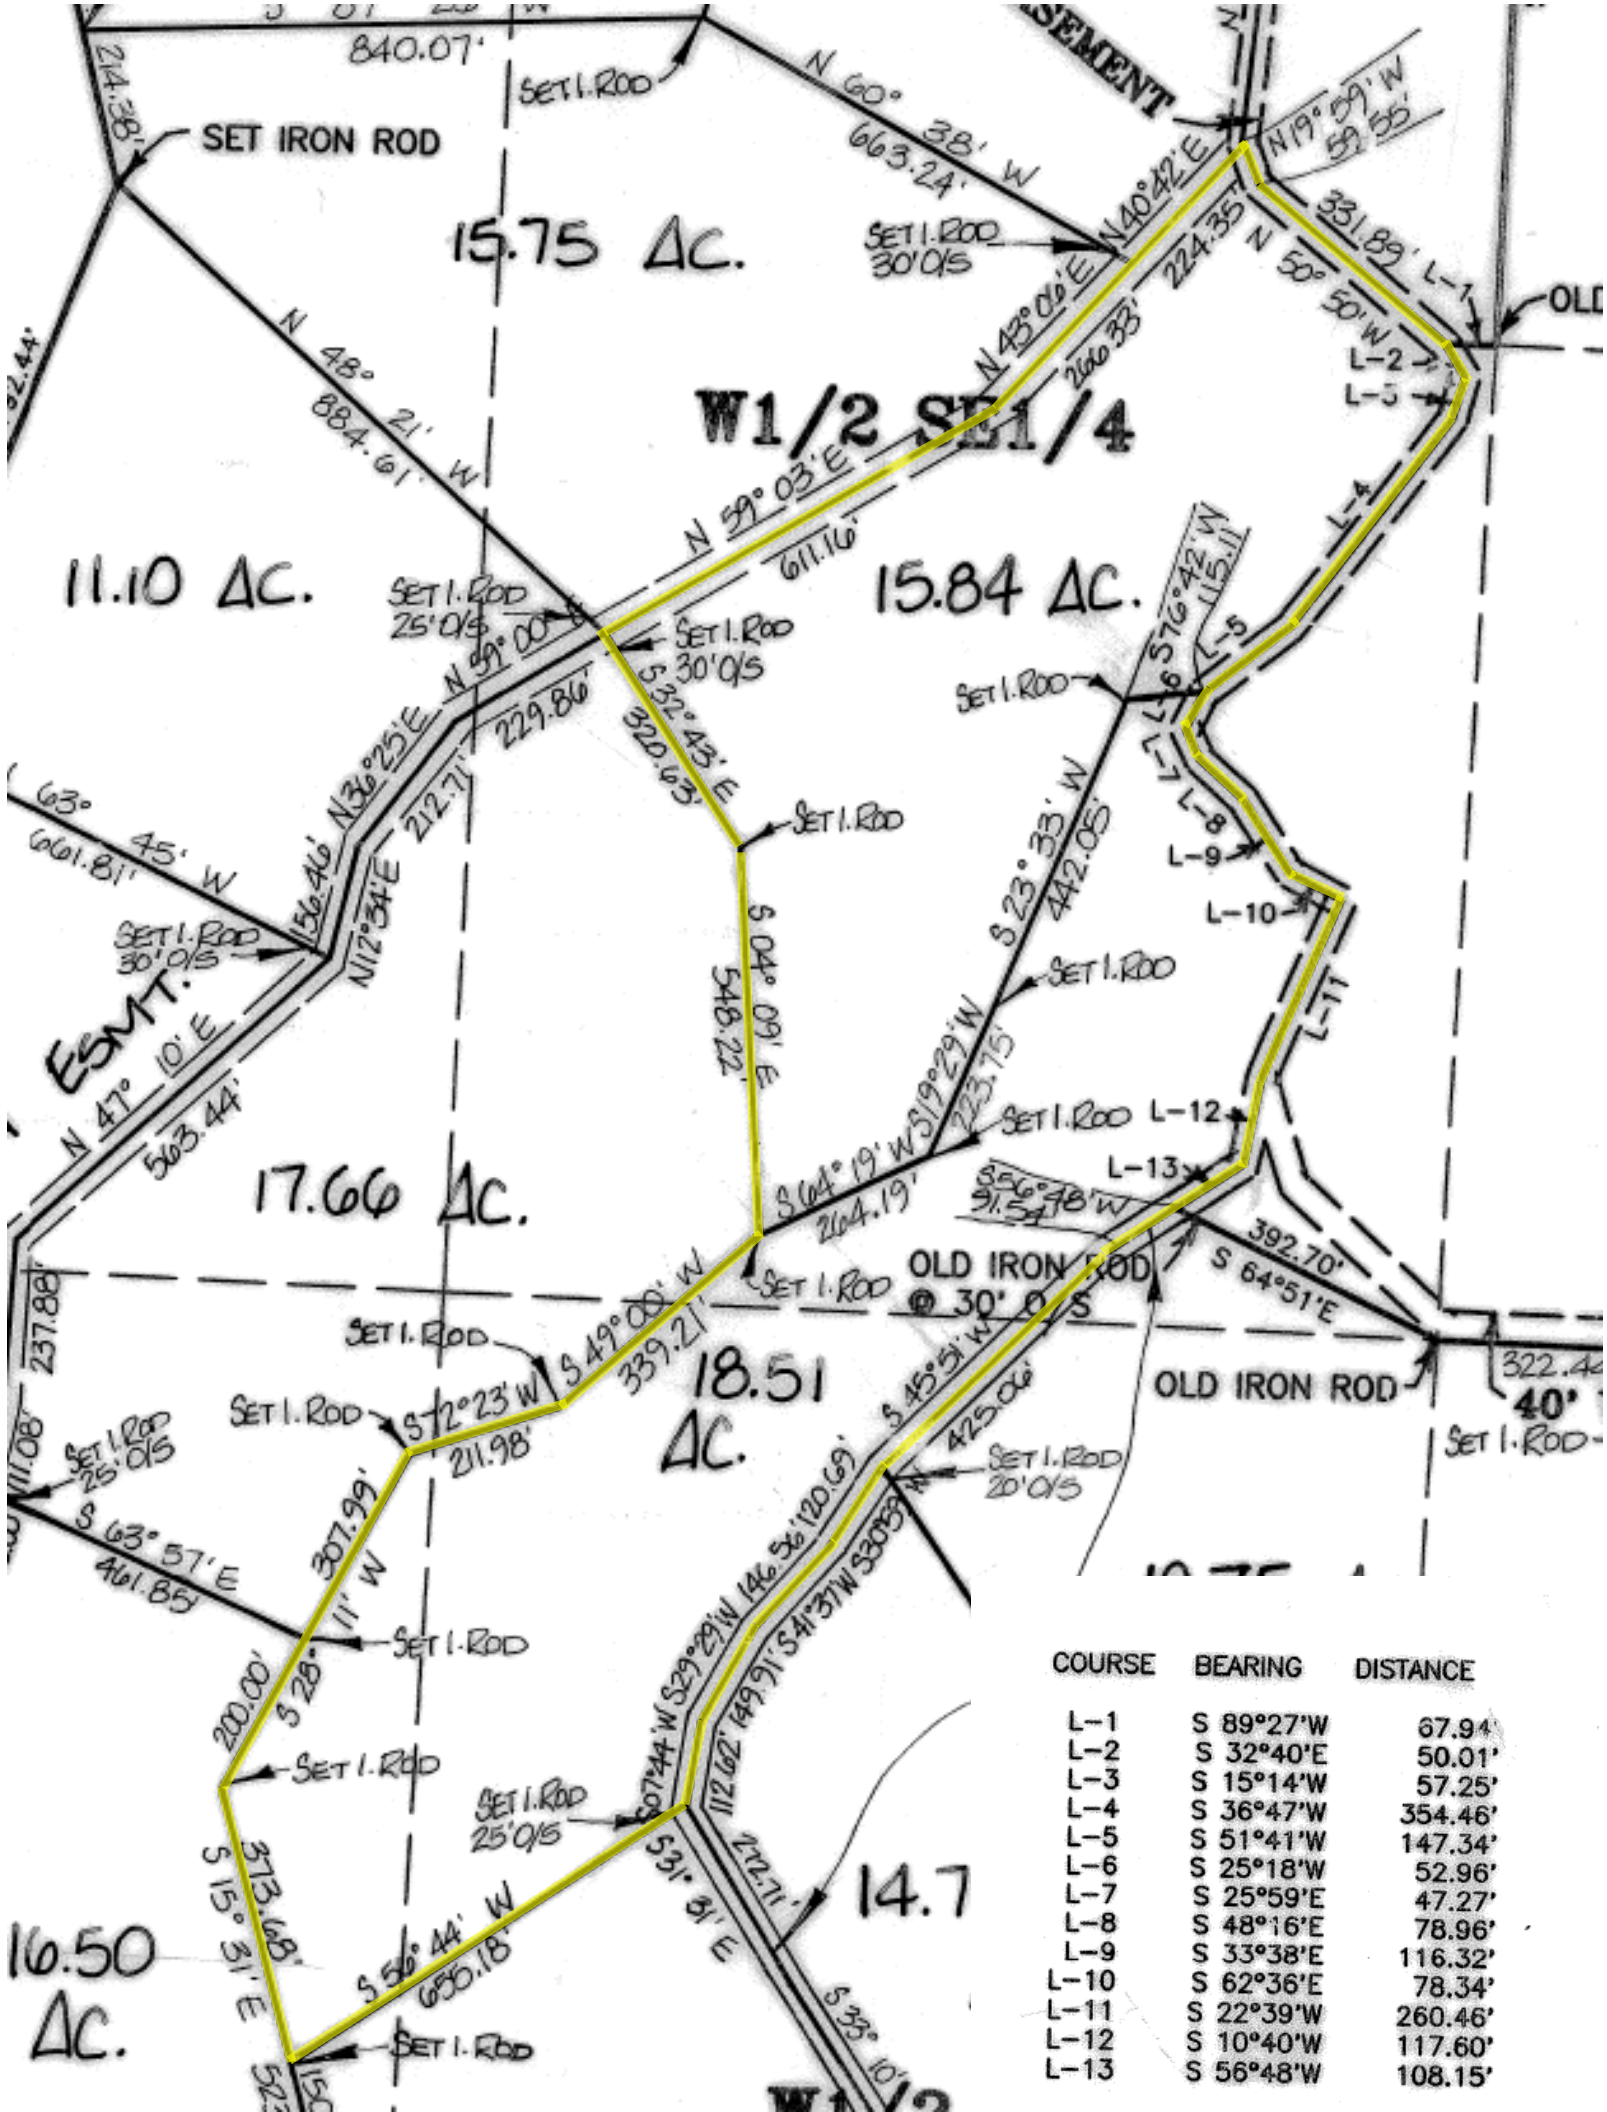 840.07'
SET I. ROD
214.38'
SET IRON ROD
N 60° 38' W
663.24'
N 40°42' E
224.35'
N 19°59' W
59.55'
15.75 AC.
SET I. ROD
30' O/S
N 43°06' E
266.33'
331.89'
N 50° 50' W
L-1
OLD
L-2
L-3
N 48° 21' W
884.61'
W1/2 SE1/4
N 59° 03' E
611.16'
L-4
11.10 AC.
SET I. ROD
25' O/S
N 59° 00'
229.86'
SET I. ROD
30' O/S
15.84 AC.
S 76°42' W
115.11'
L-5
L-6
SET I. ROD
L-7
L-8
L-9
L-10
L-11
S 32° 43' E
320.63'
N 36°25' E
212.71'
63° 45' W
661.81'
156.46'
N 12°34' E
SET I. ROD
30' O/S
SET I. ROD
S 23° 33' W
442.05'
SET I. ROD
S 04° 09' E
548.22'
ESMT.
N 47° 10' E
563.44'
S 19°29' W
223.75'
SET I. ROD
L-12
L-13
17.66 AC.
S 64° 19' W
264.19'
S 56°48' W
91.54'
SET I. ROD
OLD IRON ROD
@ 30' O/S
392.70'
S 64°51'E
237.88'
SET I. ROD
S 49° 00' W
339.21'
18.51
AC.
S 45°51' W
425.06'
OLD IRON ROD
322.44
40'
SET I. ROD
SET I. ROD
S 72°23' W
211.98'
111.08'
SET I. ROD
25' O/S
307.99'
S 28° 11' W
200.00'
S 63° 57' E
461.85'
SET I. ROD
SET I. ROD
20' O/S
120.69'
S 30°59' W
146.56'
S 41°37' W
S 29°29' W
149.91'
S 07°44' W
112.62'
SET I. ROD
SET I. ROD
25' O/S
S 31° 31' E
272.71'
14.7
S 15° 31' E
373.68'
S 56° 44' W
655.18'
16.50
AC.
SET I. ROD
S 33° 10'
COURSE BEARING DISTANCE
L-1 S 89°27'W 67.94'
L-2 S 32°40'E 50.01'
L-3 S 15°14'W 57.25'
L-4 S 36°47'W 354.46'
L-5 S 51°41'W 147.34'
L-6 S 25°18'W 52.96'
L-7 S 25°59'E 47.27'
L-8 S 48°16'E 78.96'
L-9 S 33°38'E 116.32'
L-10 S 62°36'E 78.34'
L-11 S 22°39'W 260.46'
L-12 S 10°40'W 117.60'
L-13 S 56°48'W 108.15'